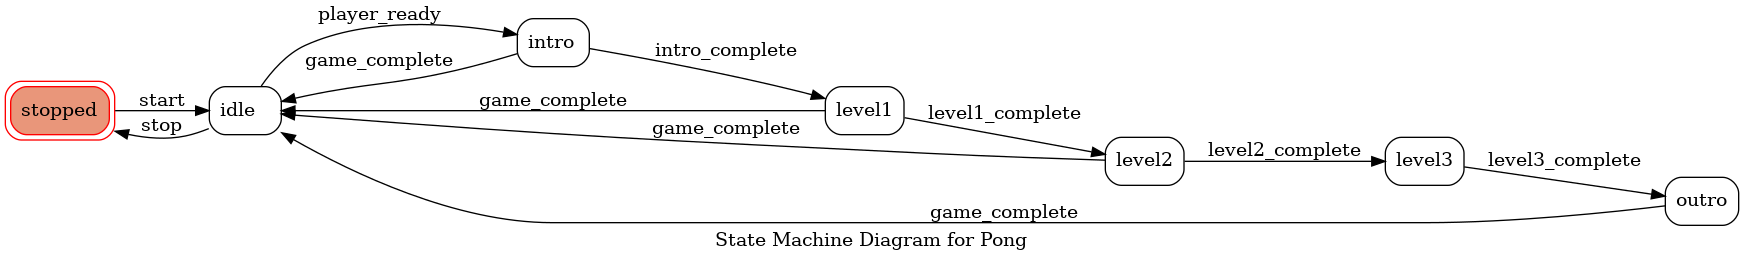 player_ready
intro
game_complete
intro_complete
stopped
start
idle
stop
game_complete
level1
level1_complete
game_complete
level2
level2_complete
level3
level3_complete
outro
game_complete
State Machine Diagram for Pong